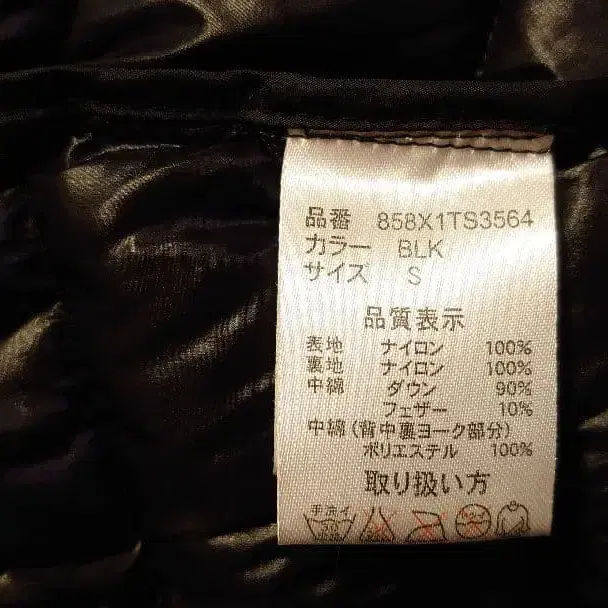 品番 858X1TS3564
カラー BLK
サイズ S
品質表示
表地 ナイロン 100%
裏地 ナイロン 100%
中綿 ダウン 90%
フェザー 10%
中綿(背中裏ヨーク部分)
ポリエステル 100%
取り扱い方
手洗イ